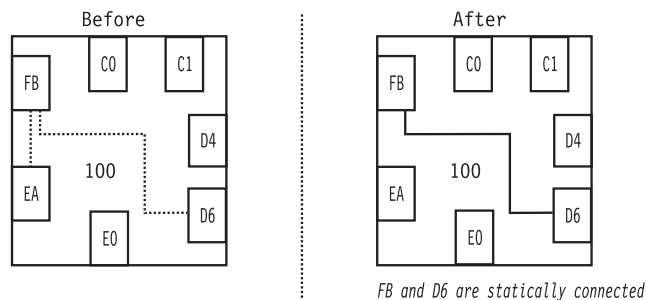 Before
After
FB
C0
C1
D4
100
EA
D6
E0
FB
C0
C1
D4
100
EA
D6
E0
FB and D6 are statically connected